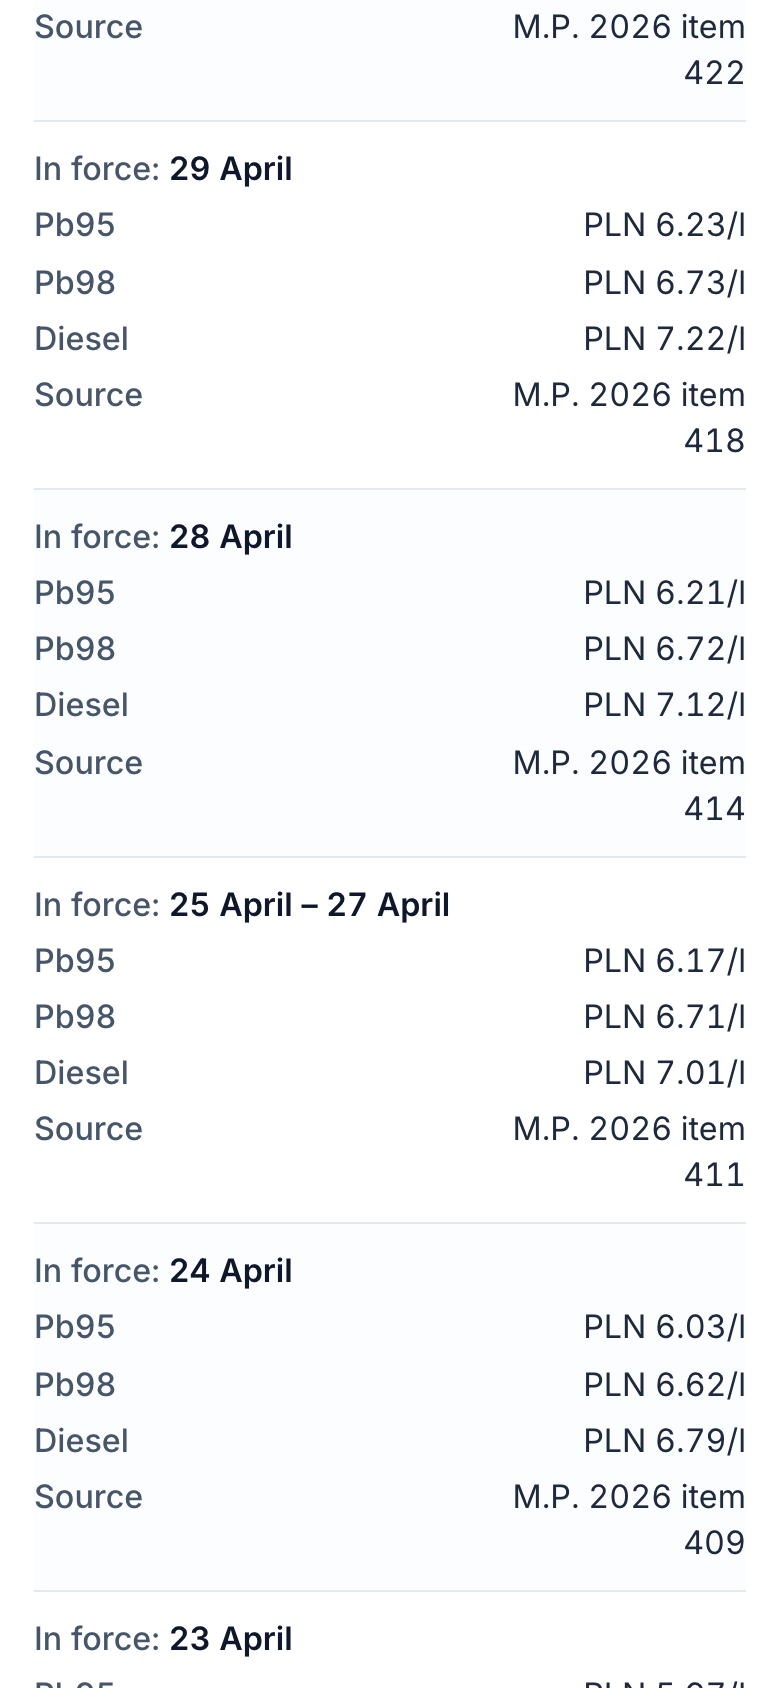 Source M.P. 2026 item
422
In force: 29 April
Pb95 PLN 6.23/l
Pb98 PLN 6.73/l
Diesel PLN 7.22/l
Source M.P. 2026 item
418
In force: 28 April
Pb95 PLN 6.21/l
Pb98 PLN 6.72/l
Diesel PLN 7.12/l
Source M.P. 2026 item
414
In force: 25 April – 27 April
Pb95 PLN 6.17/l
Pb98 PLN 6.71/l
Diesel PLN 7.01/l
Source M.P. 2026 item
411
In force: 24 April
Pb95 PLN 6.03/l
Pb98 PLN 6.62/l
Diesel PLN 6.79/l
Source M.P. 2026 item
409
In force: 23 April